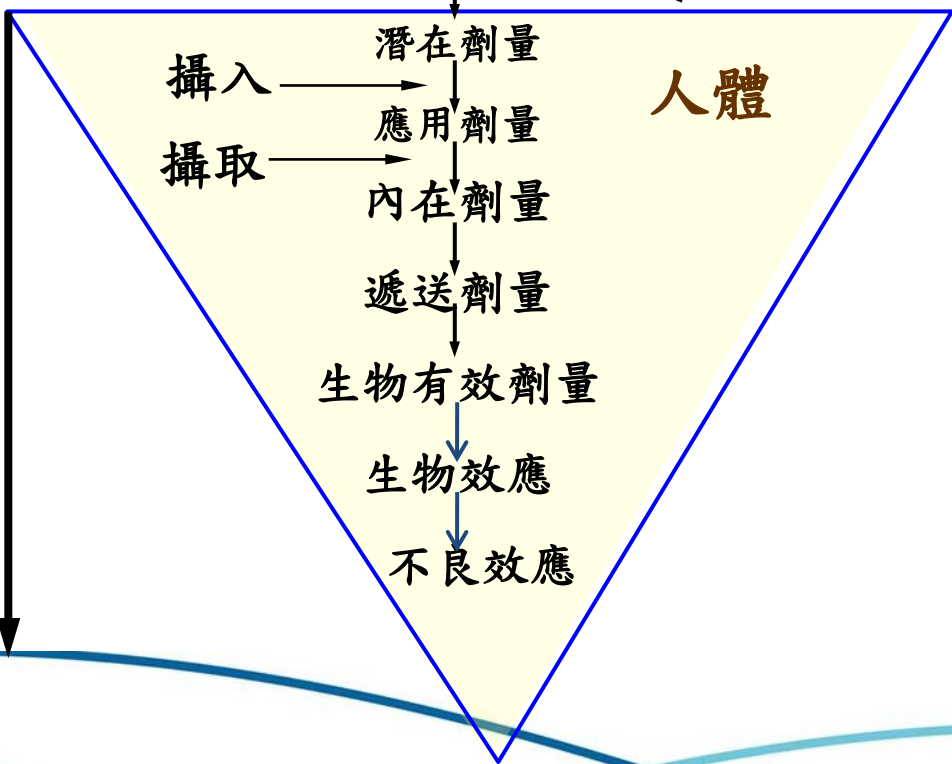 潛在劑量
攝入
人體
應用劑量
攝取
內在劑量
遞送劑量
生物有效劑量
生物效應
不良效應